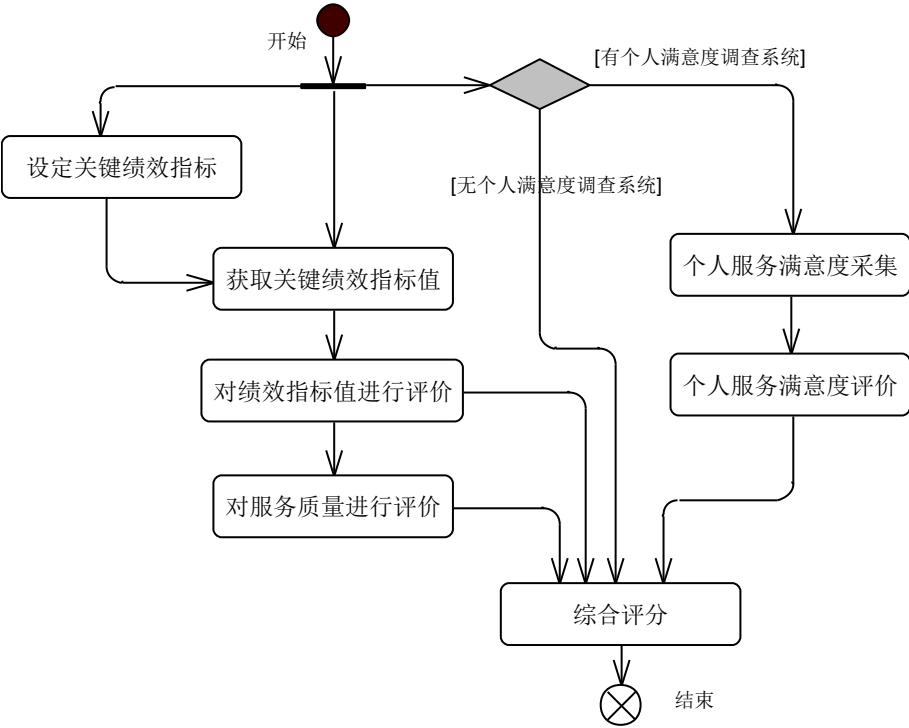 开始
[有个人满意度调查系统]
设定关键绩效指标
[无个人满意度调查系统]
个人服务满意度采集
获取关键绩效指标值
对绩效指标值进行评价
个人服务满意度评价
对服务质量进行评价
综合评分
结束